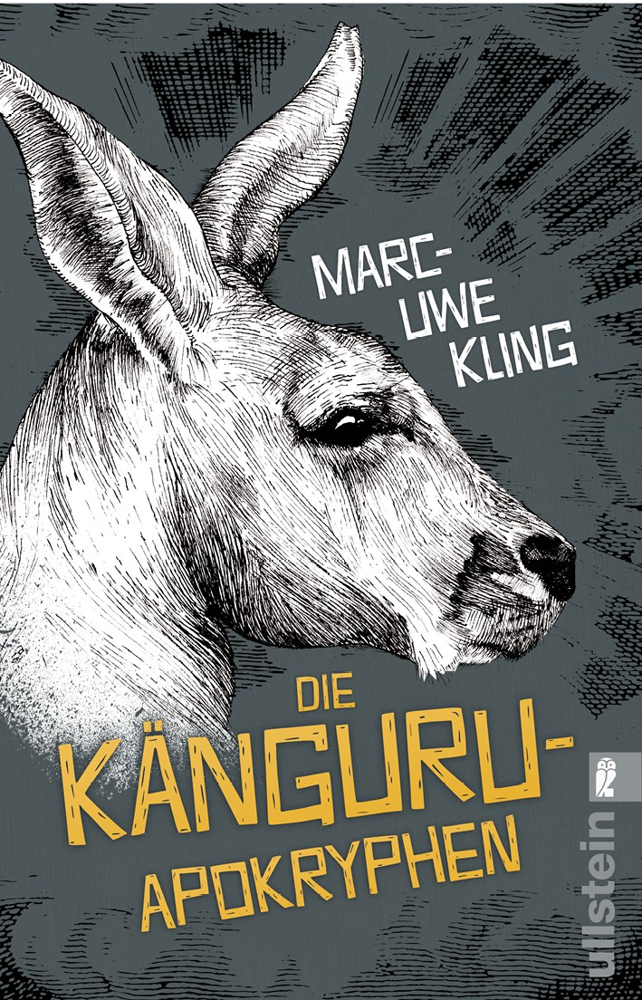 MARC-
UWE
KLING
DIE
KÄNGURU-
APOKRYPHEN
ullstein